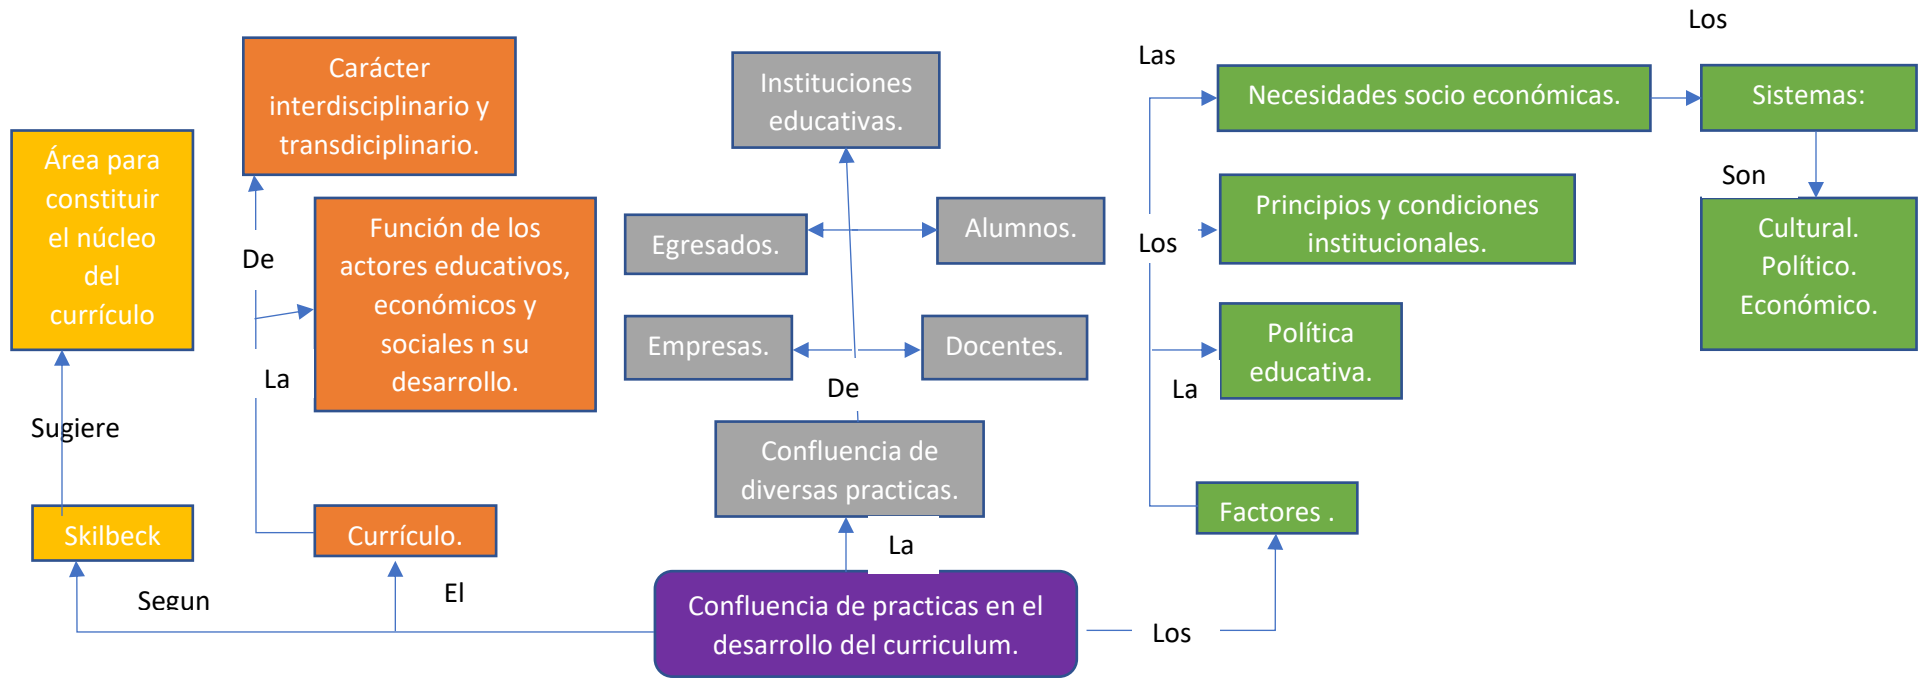 Área para
constituir
el núcleo
del
currículo
Sugiere
Skilbeck
Segun
Carácter
interdisciplinario y
transdiciplinario.
De
Función de los
actores educativos,
económicos y
sociales n su
desarrollo.
La
Currículo.
El
Instituciones
educativas.
Egresados.
Alumnos.
Empresas.
Docentes.
De
Confluencia de
diversas practicas.
La
Confluencia de practicas en el
desarrollo del curriculum.
Los
Las
Necesidades socio económicas.
Los
Principios y condiciones
institucionales.
Política
educativa.
La
Factores .
Los
Sistemas:
Son
Cultural.
Político.
Económico.